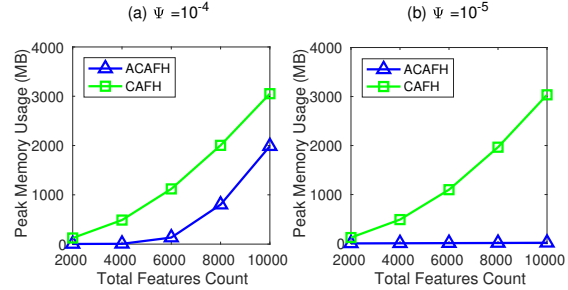 (a) Ψ =10-4
Peak Memory Usage (MB)
4000
3000
2000
1000
0
ACAFH
CAFH
2000 4000 6000 8000 10000
Total Features Count
(b) Ψ =10-5
Peak Memory Usage (MB)
4000
3000
2000
1000
0
ACAFH
CAFH
2000 4000 6000 8000 10000
Total Features Count